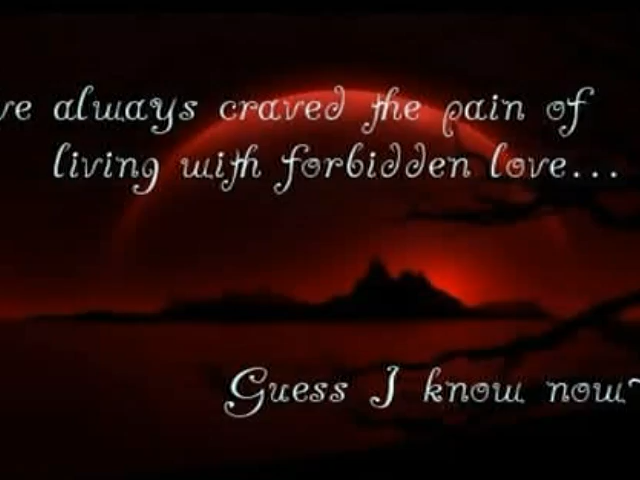 've always craved the pain of
living with forbidden love...
Guess I know now~